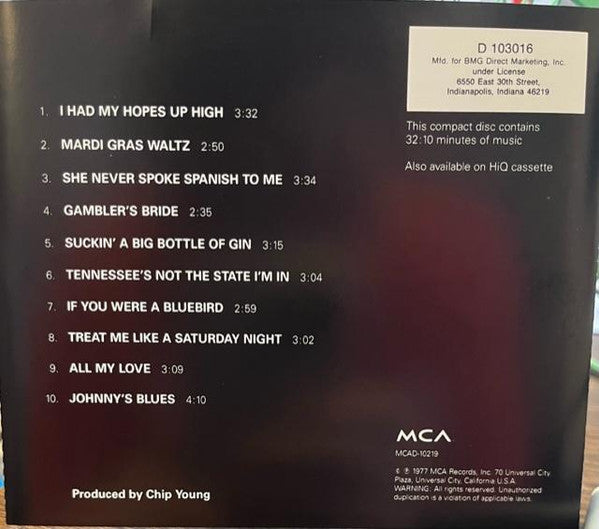 D 103016
Mfd. for BMG Direct Marketing, Inc.
under License
6550 East 30th Street,
Indianapolis, Indiana 46219
1. I HAD MY HOPES UP HIGH 3:32
2. MARDI GRAS WALTZ 2:50
3. SHE NEVER SPOKE SPANISH TO ME 3:34
4. GAMBLER'S BRIDE 2:35
5. SUCKIN' A BIG BOTTLE OF GIN 3:15
6. TENNESSEE'S NOT THE STATE I'M IN 3:04
7. IF YOU WERE A BLUEBIRD 2:59
8. TREAT ME LIKE A SATURDAY NIGHT 3:02
9. ALL MY LOVE 3:09
10. JOHNNY'S BLUES 4:10
This compact disc contains
32:10 minutes of music
Also available on HiQ cassette
Produced by Chip Young
MCA
MCAD-10219
© ℗ 1977 MCA Records, Inc. 70 Universal City
Plaza, Universal City, California U.S.A.
WARNING: All rights reserved. Unauthorized
duplication is a violation of applicable laws.